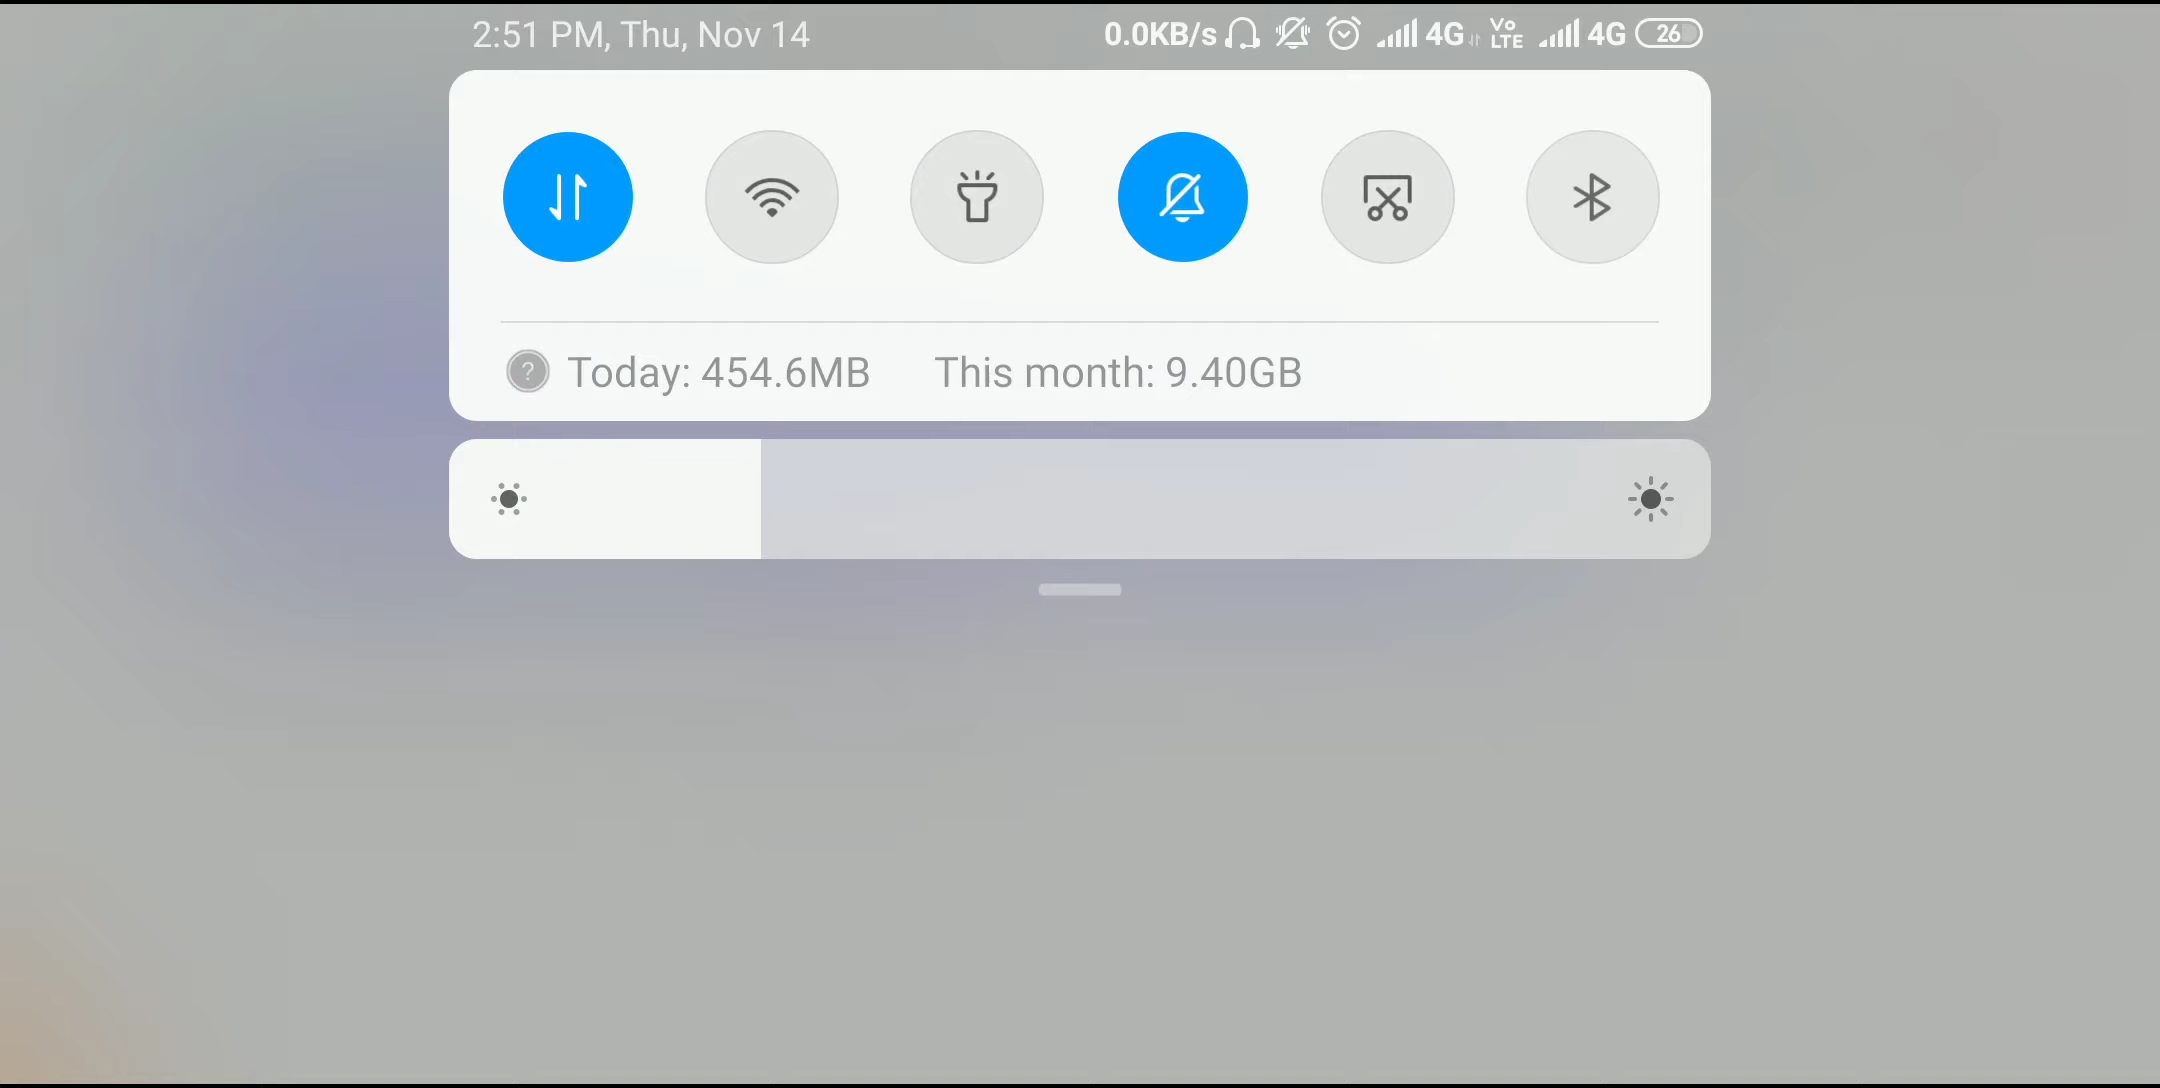 2:51 PM, Thu, Nov 14 0.0KB/s 4G Vo LTE 4G 26
? Today: 454.6MB This month: 9.40GB